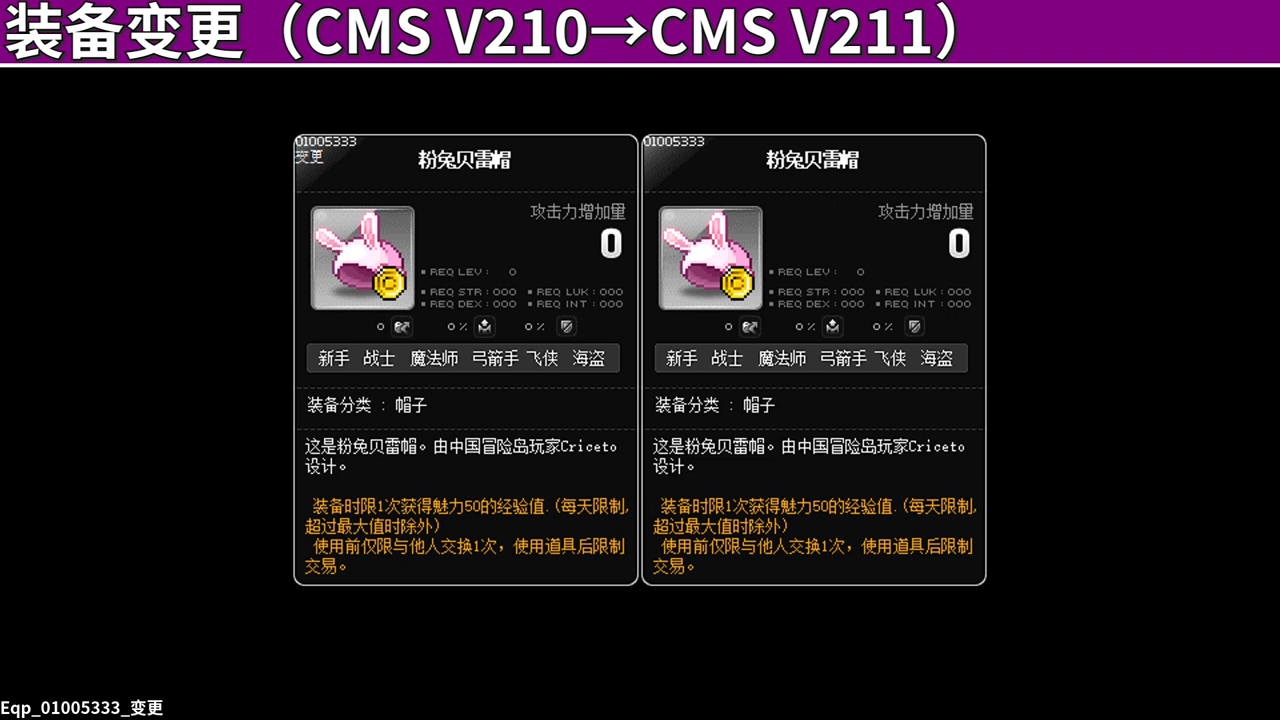 装备变更（CMS V210→CMS V211）
01005333
变更
粉兔贝雷帽
攻击力增加量
0
REQ LEV : 0
REQ STR : 000 REQ LUK : 000
REQ DEX : 000 REQ INT : 000
0 0 % 0 %
新手 战士 魔法师 弓箭手 飞侠 海盗
装备分类 : 帽子
这是粉兔贝雷帽。由中国冒险岛玩家Criceto
设计。
装备时限1次获得魅力50的经验值.(每天限制,
超过最大值时除外)
使用前仅限与他人交换1次，使用道具后限制
交易。
01005333
粉兔贝雷帽
攻击力增加量
0
REQ LEV : 0
REQ STR : 000 REQ LUK : 000
REQ DEX : 000 REQ INT : 000
0 0 % 0 %
新手 战士 魔法师 弓箭手 飞侠 海盗
装备分类 : 帽子
这是粉兔贝雷帽。由中国冒险岛玩家Criceto
设计。
装备时限1次获得魅力50的经验值.(每天限制,
超过最大值时除外)
使用前仅限与他人交换1次，使用道具后限制
交易。
Eqp_01005333_变更